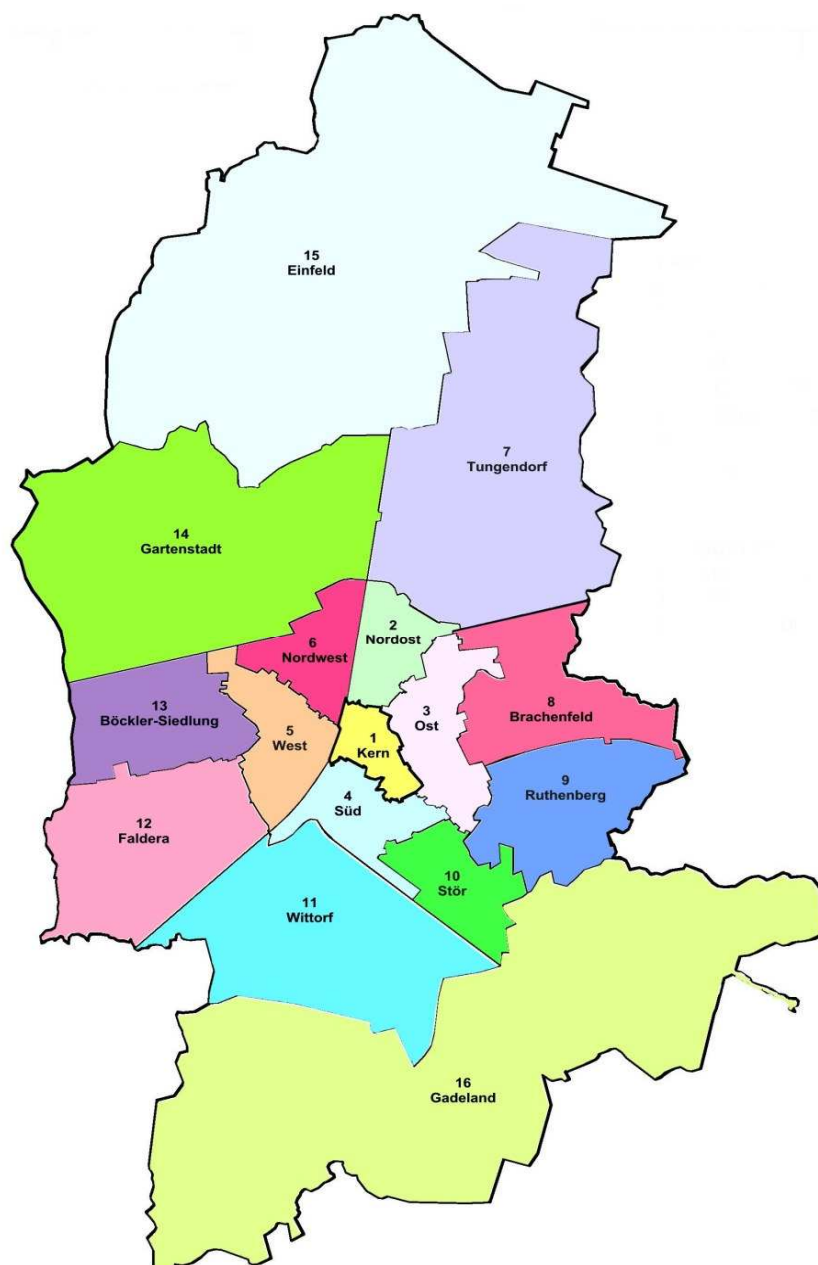 15
Einfeld
7
Tungendorf
14
Gartenstadt
2
Nordost
6
Nordwest
13
Böckler-Siedlung
8
Brachenfeld
3
Ost
5
West
1
Kern
9
Ruthenberg
4
Süd
12
Faldera
10
Stör
11
Wittorf
16
Gadeland